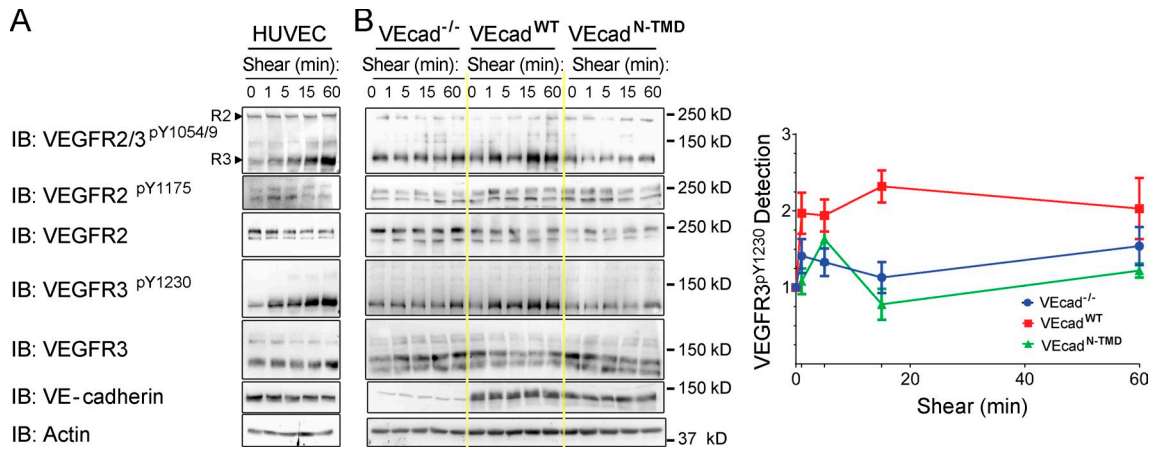 A
B
HUVEC
VEcad-/-
VEcadWT
VEcadN-TMD
Shear (min):
Shear (min):
Shear (min):
Shear (min):
0 1 5 15 60
0 1 5 15 60
0 1 5 15 60
0 1 5 15 60
IB: VEGFR2/3 pY1054/9
R2
R3
250 kD
150 kD
IB: VEGFR2 pY1175
250 kD
IB: VEGFR2
250 kD
IB: VEGFR3 pY1230
150 kD
IB: VEGFR3
150 kD
IB: VE-cadherin
150 kD
IB: Actin
37 kD
VEGFR3pY1230 Detection
3
2
1
VEcad-/-
VEcadWT
VEcadN-TMD
0 20 40 60
Shear (min)